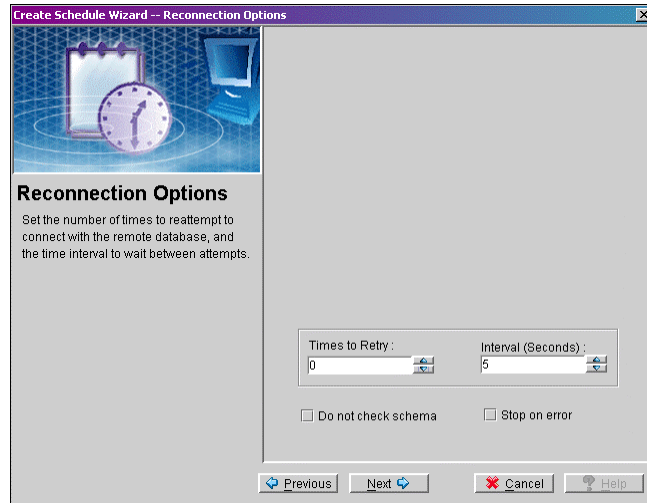 Create Schedule Wizard -- Reconnection Options
Reconnection Options
Set the number of times to reattempt to
connect with the remote database, and
the time interval to wait between attempts.
Times to Retry :
Interval (Seconds) :
0
5
Do not check schema
Stop on error
Previous
Next
Cancel
Help